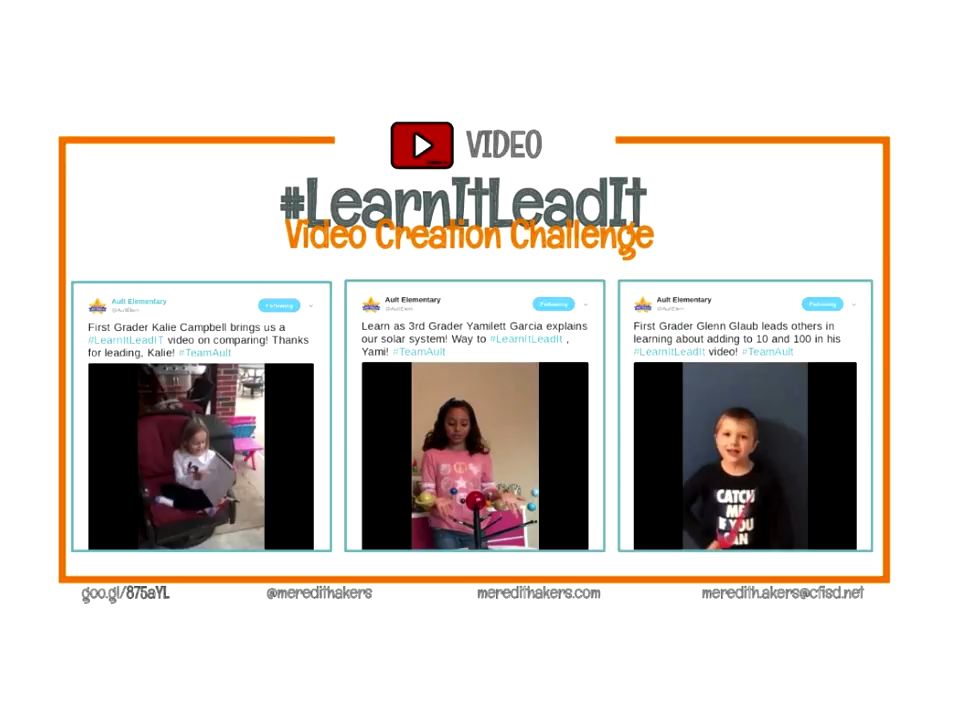 VIDEO
#LearnItLeadIt
Video Creation Challenge
Ault Elementary
@AultElem
Following
First Grader Kalie Campbell brings us a
#LearnItLeadIT video on comparing! Thanks
for leading, Kalie! #TeamAult
Ault Elementary
@AultElem
Following
Learn as 3rd Grader Yamilett Garcia explains
our solar system! Way to #LearnItLeadIt ,
Yami! #TeamAult
Ault Elementary
@AultElem
Following
First Grader Glenn Glaub leads others in
learning about adding to 10 and 100 in his
#LearnItLeadIt video! #TeamAult
CATCH
ME
IF YOU
CAN
goo.gl/875aYL
@meredithakers
meredithakers.com
meredith.akers@cfisd.net